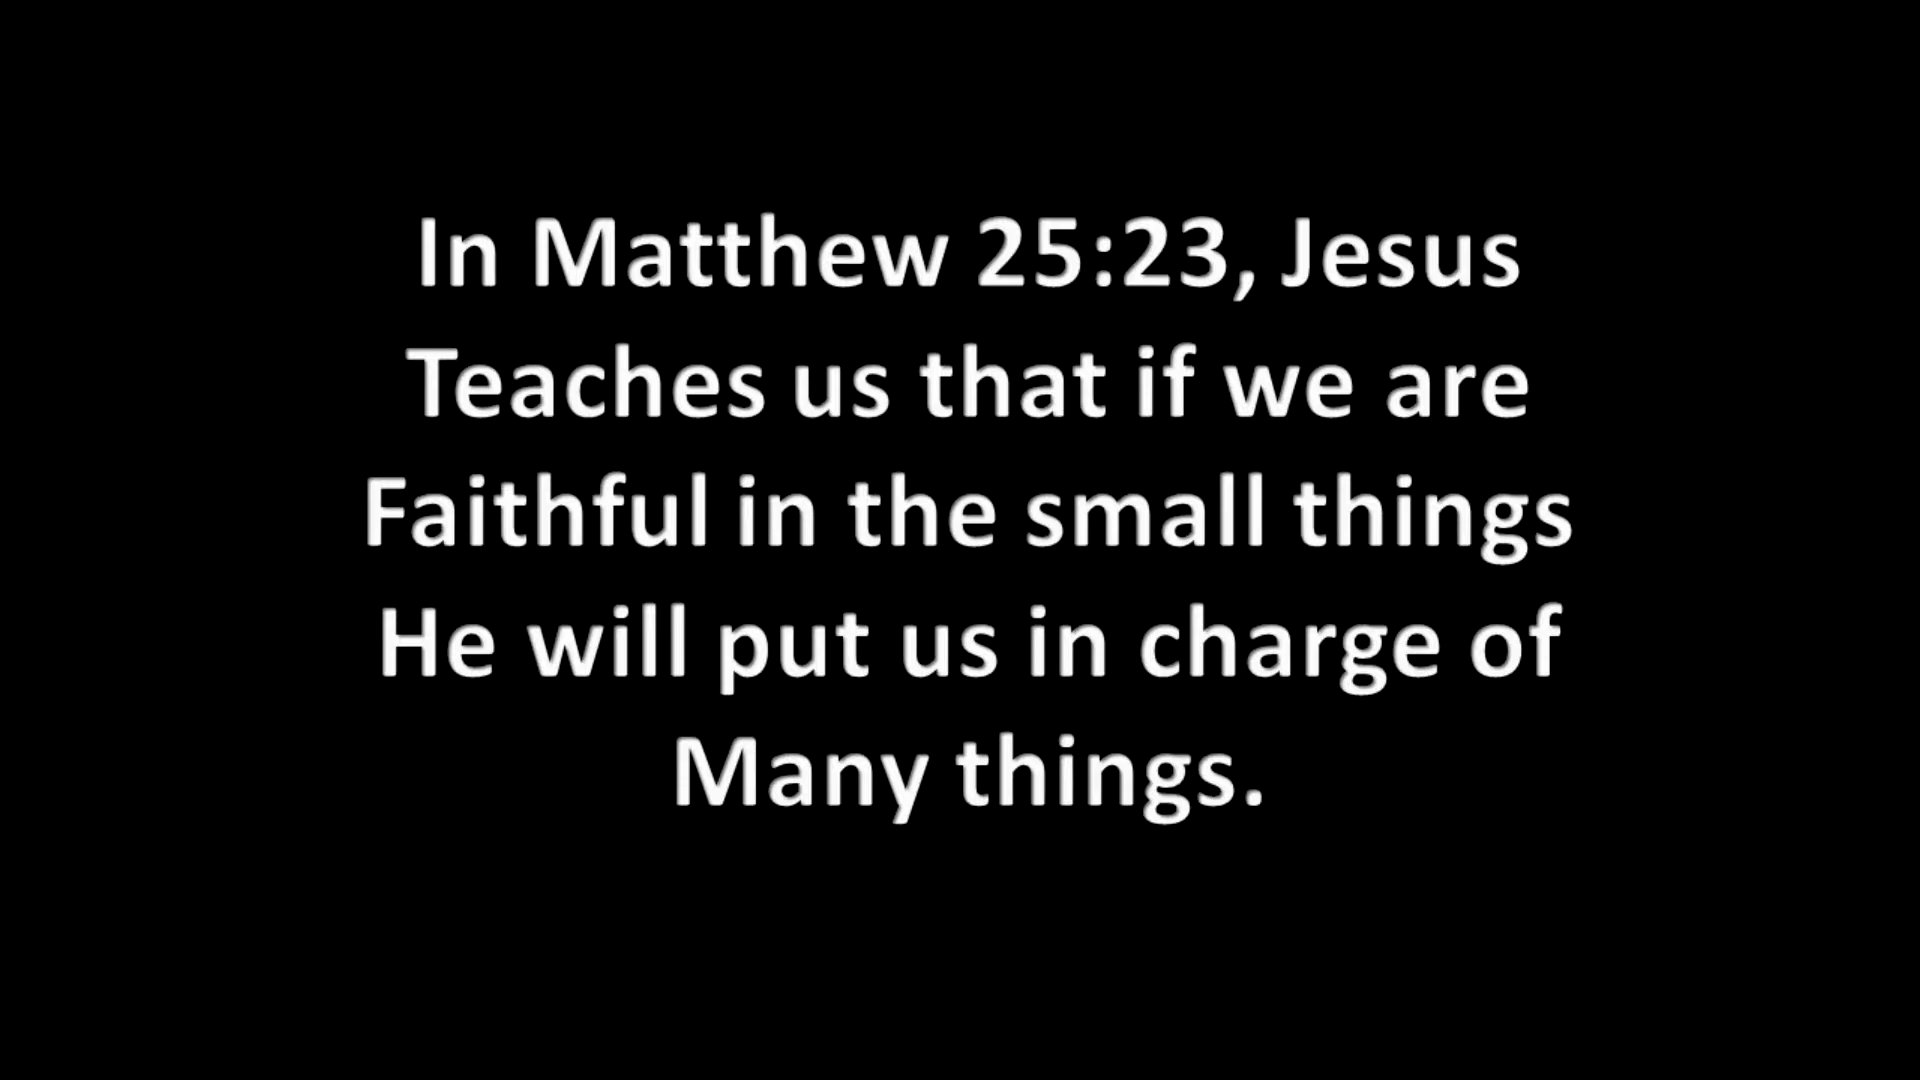 In Matthew 25:23, Jesus
Teaches us that if we are
Faithful in the small things
He will put us in charge of
Many things.